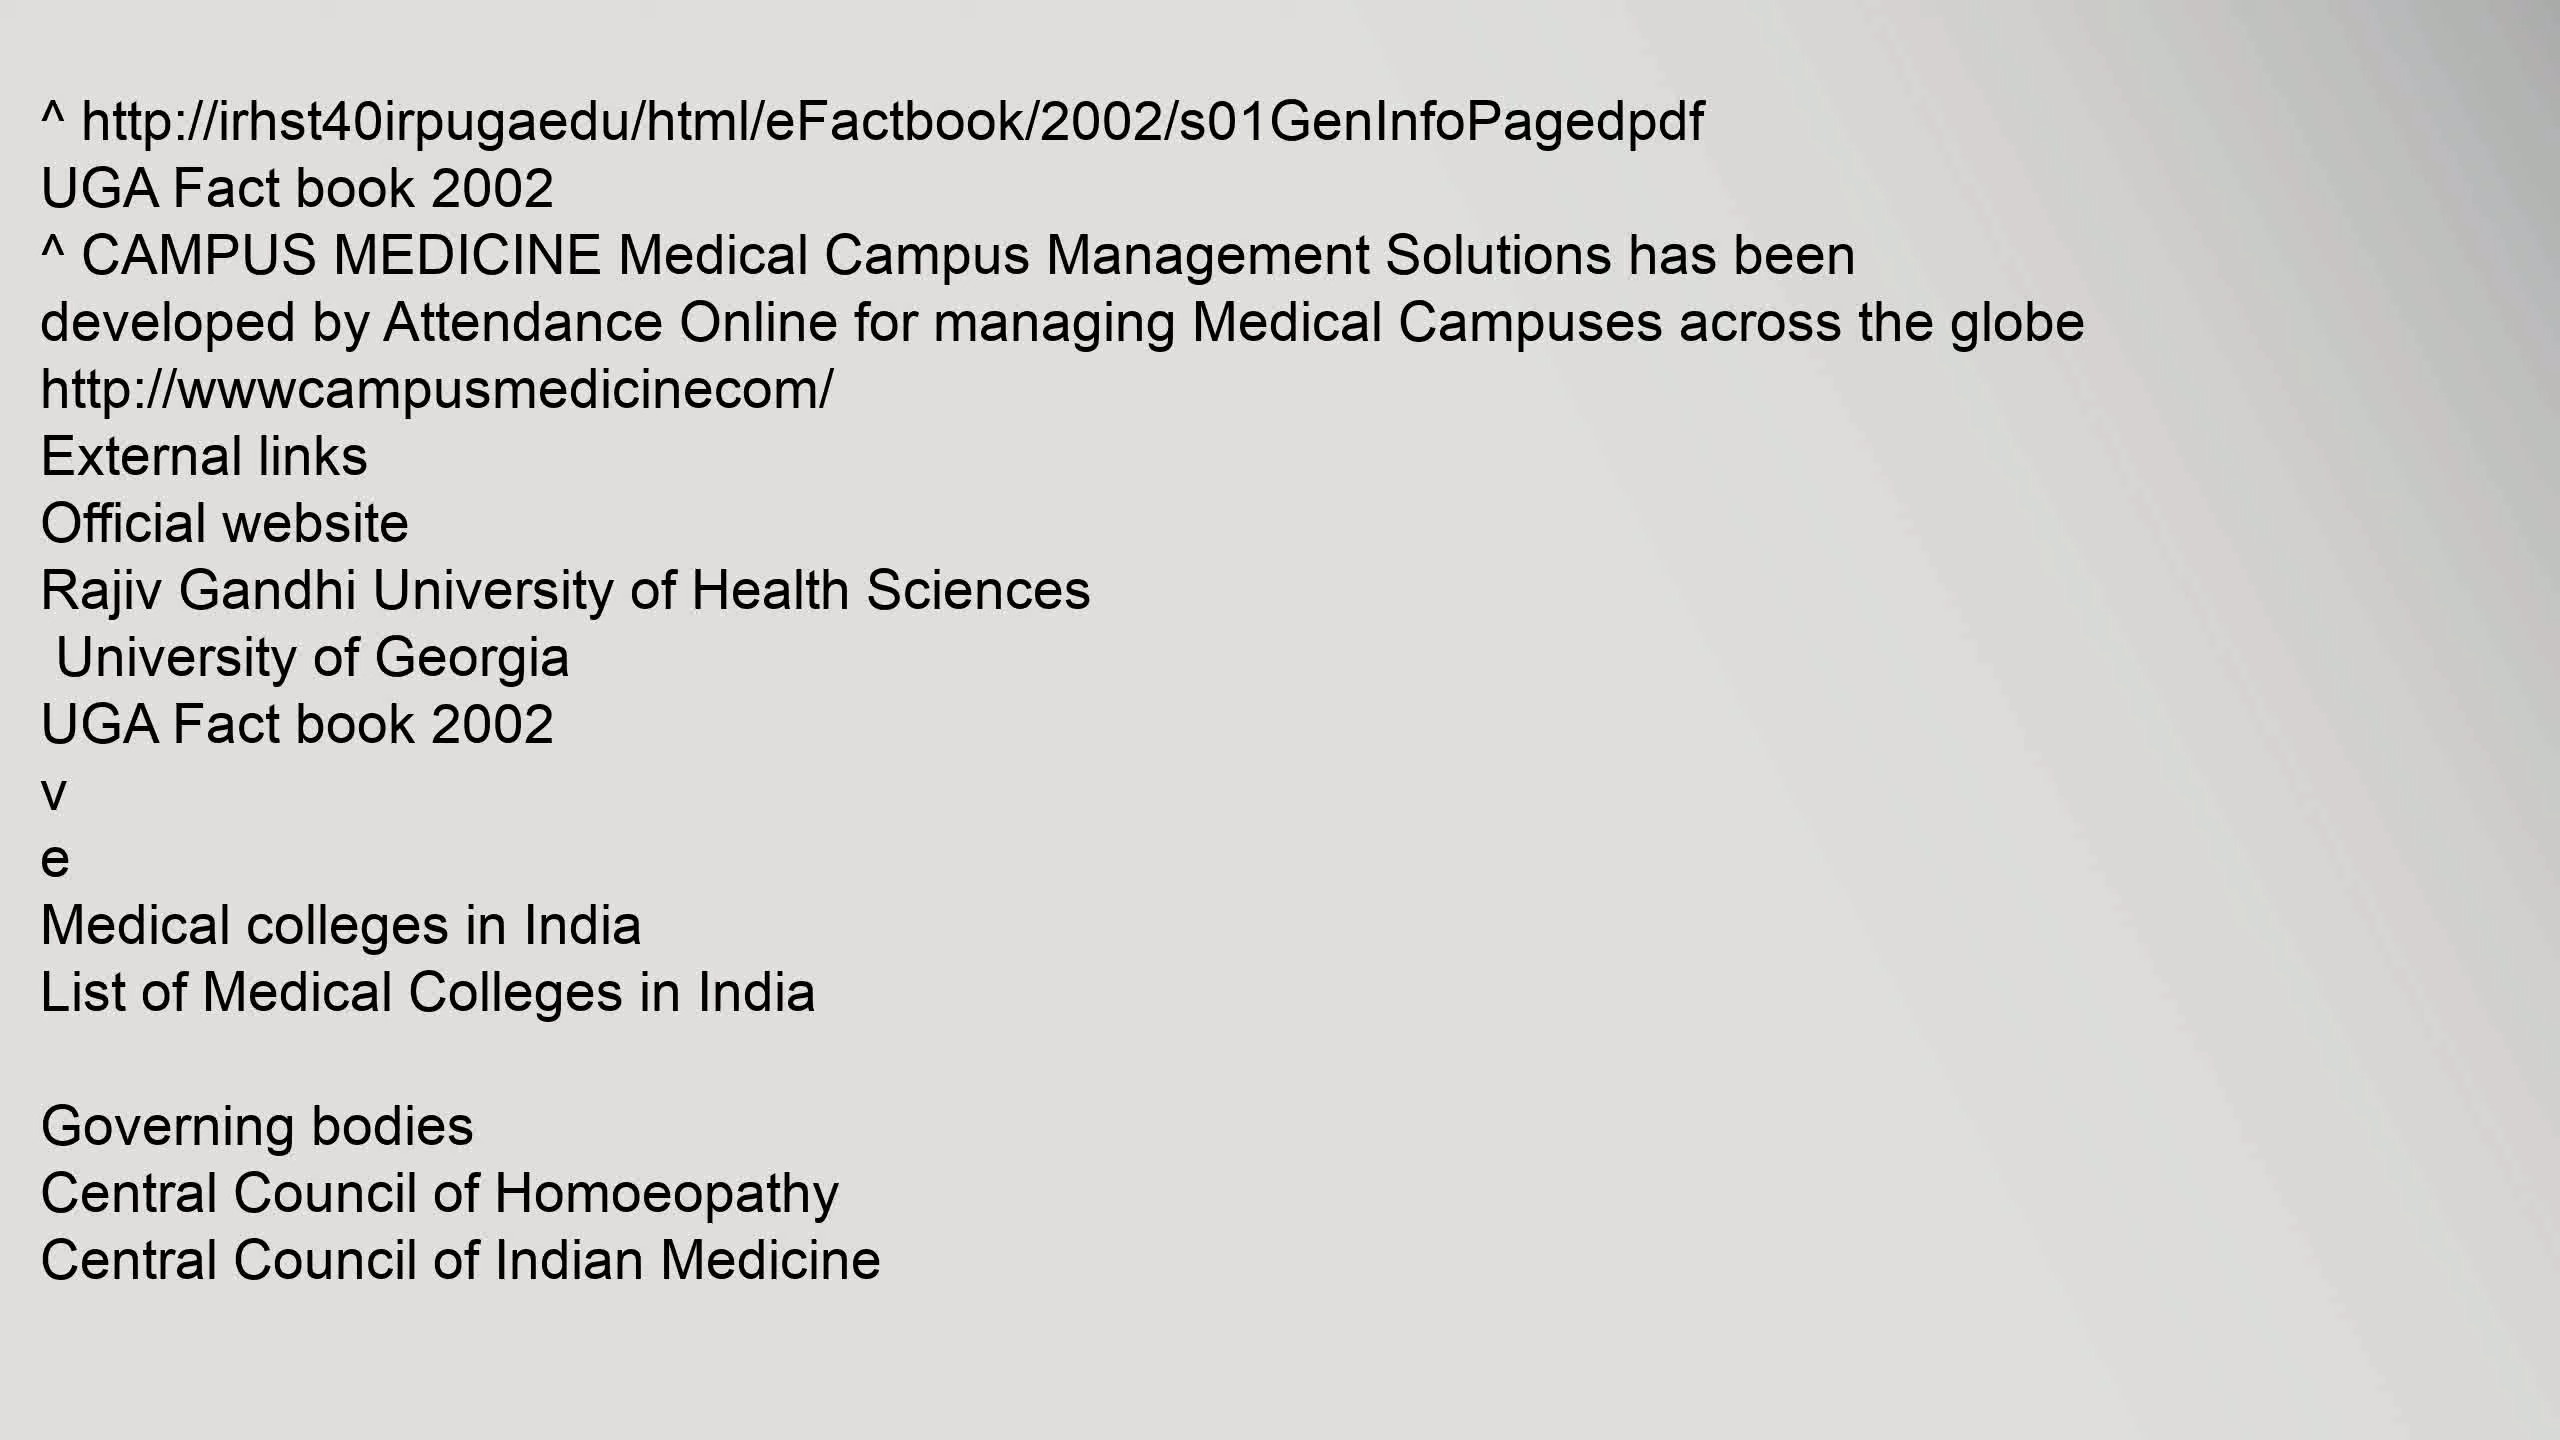 ^ http://irhst40irpugaedu/html/eFactbook/2002/s01GenInfoPagedpdf
UGA Fact book 2002
^ CAMPUS MEDICINE Medical Campus Management Solutions has been
developed by Attendance Online for managing Medical Campuses across the globe
http://wwwcampusmedicinecom/
External links
Official website
Rajiv Gandhi University of Health Sciences
University of Georgia
UGA Fact book 2002
v
e
Medical colleges in India
List of Medical Colleges in India
Governing bodies
Central Council of Homoeopathy
Central Council of Indian Medicine